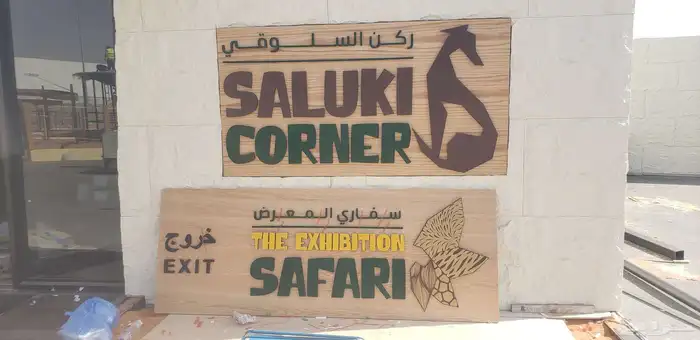 ركن السلوقي
SALUKI
CORNER
سفاري المعرض
THE EXHIBITION
SAFARI
خروج
EXIT